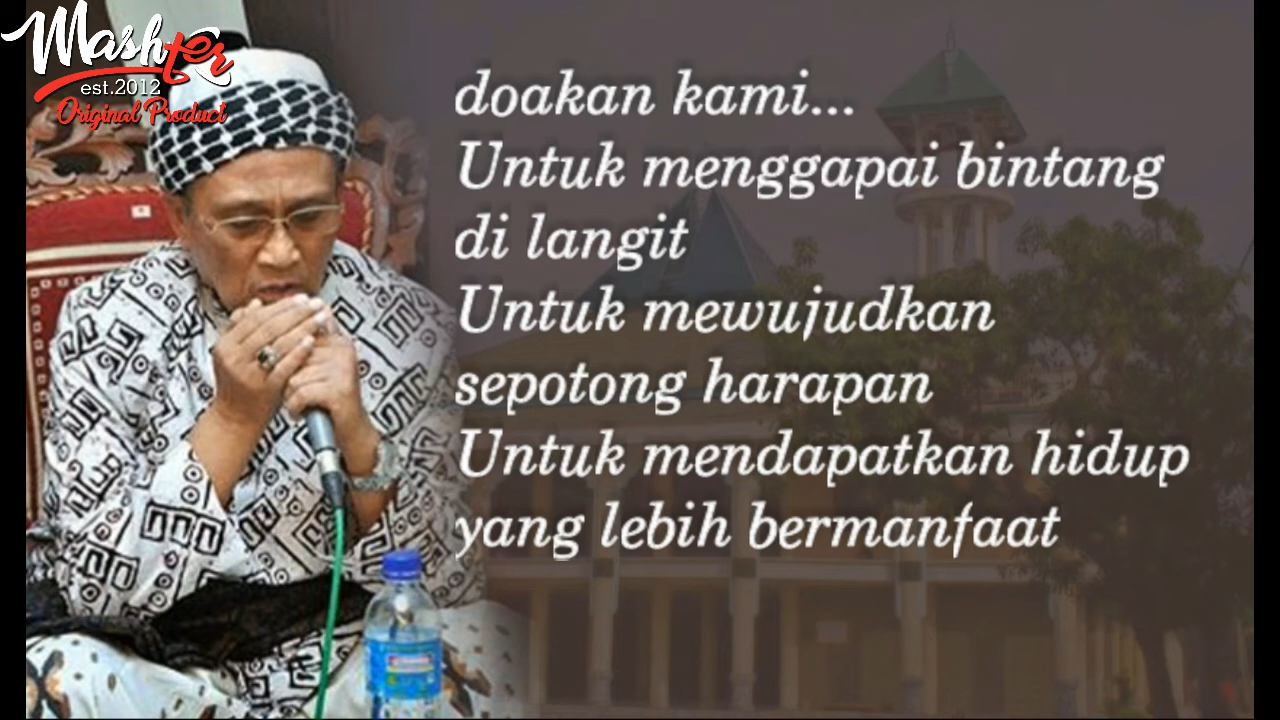 Mashter
est.2012
Original Product
doakan kami...
Untuk menggapai bintang
di langit
Untuk mewujudkan
sepotong harapan
Untuk mendapatkan hidup
yang lebih bermanfaat